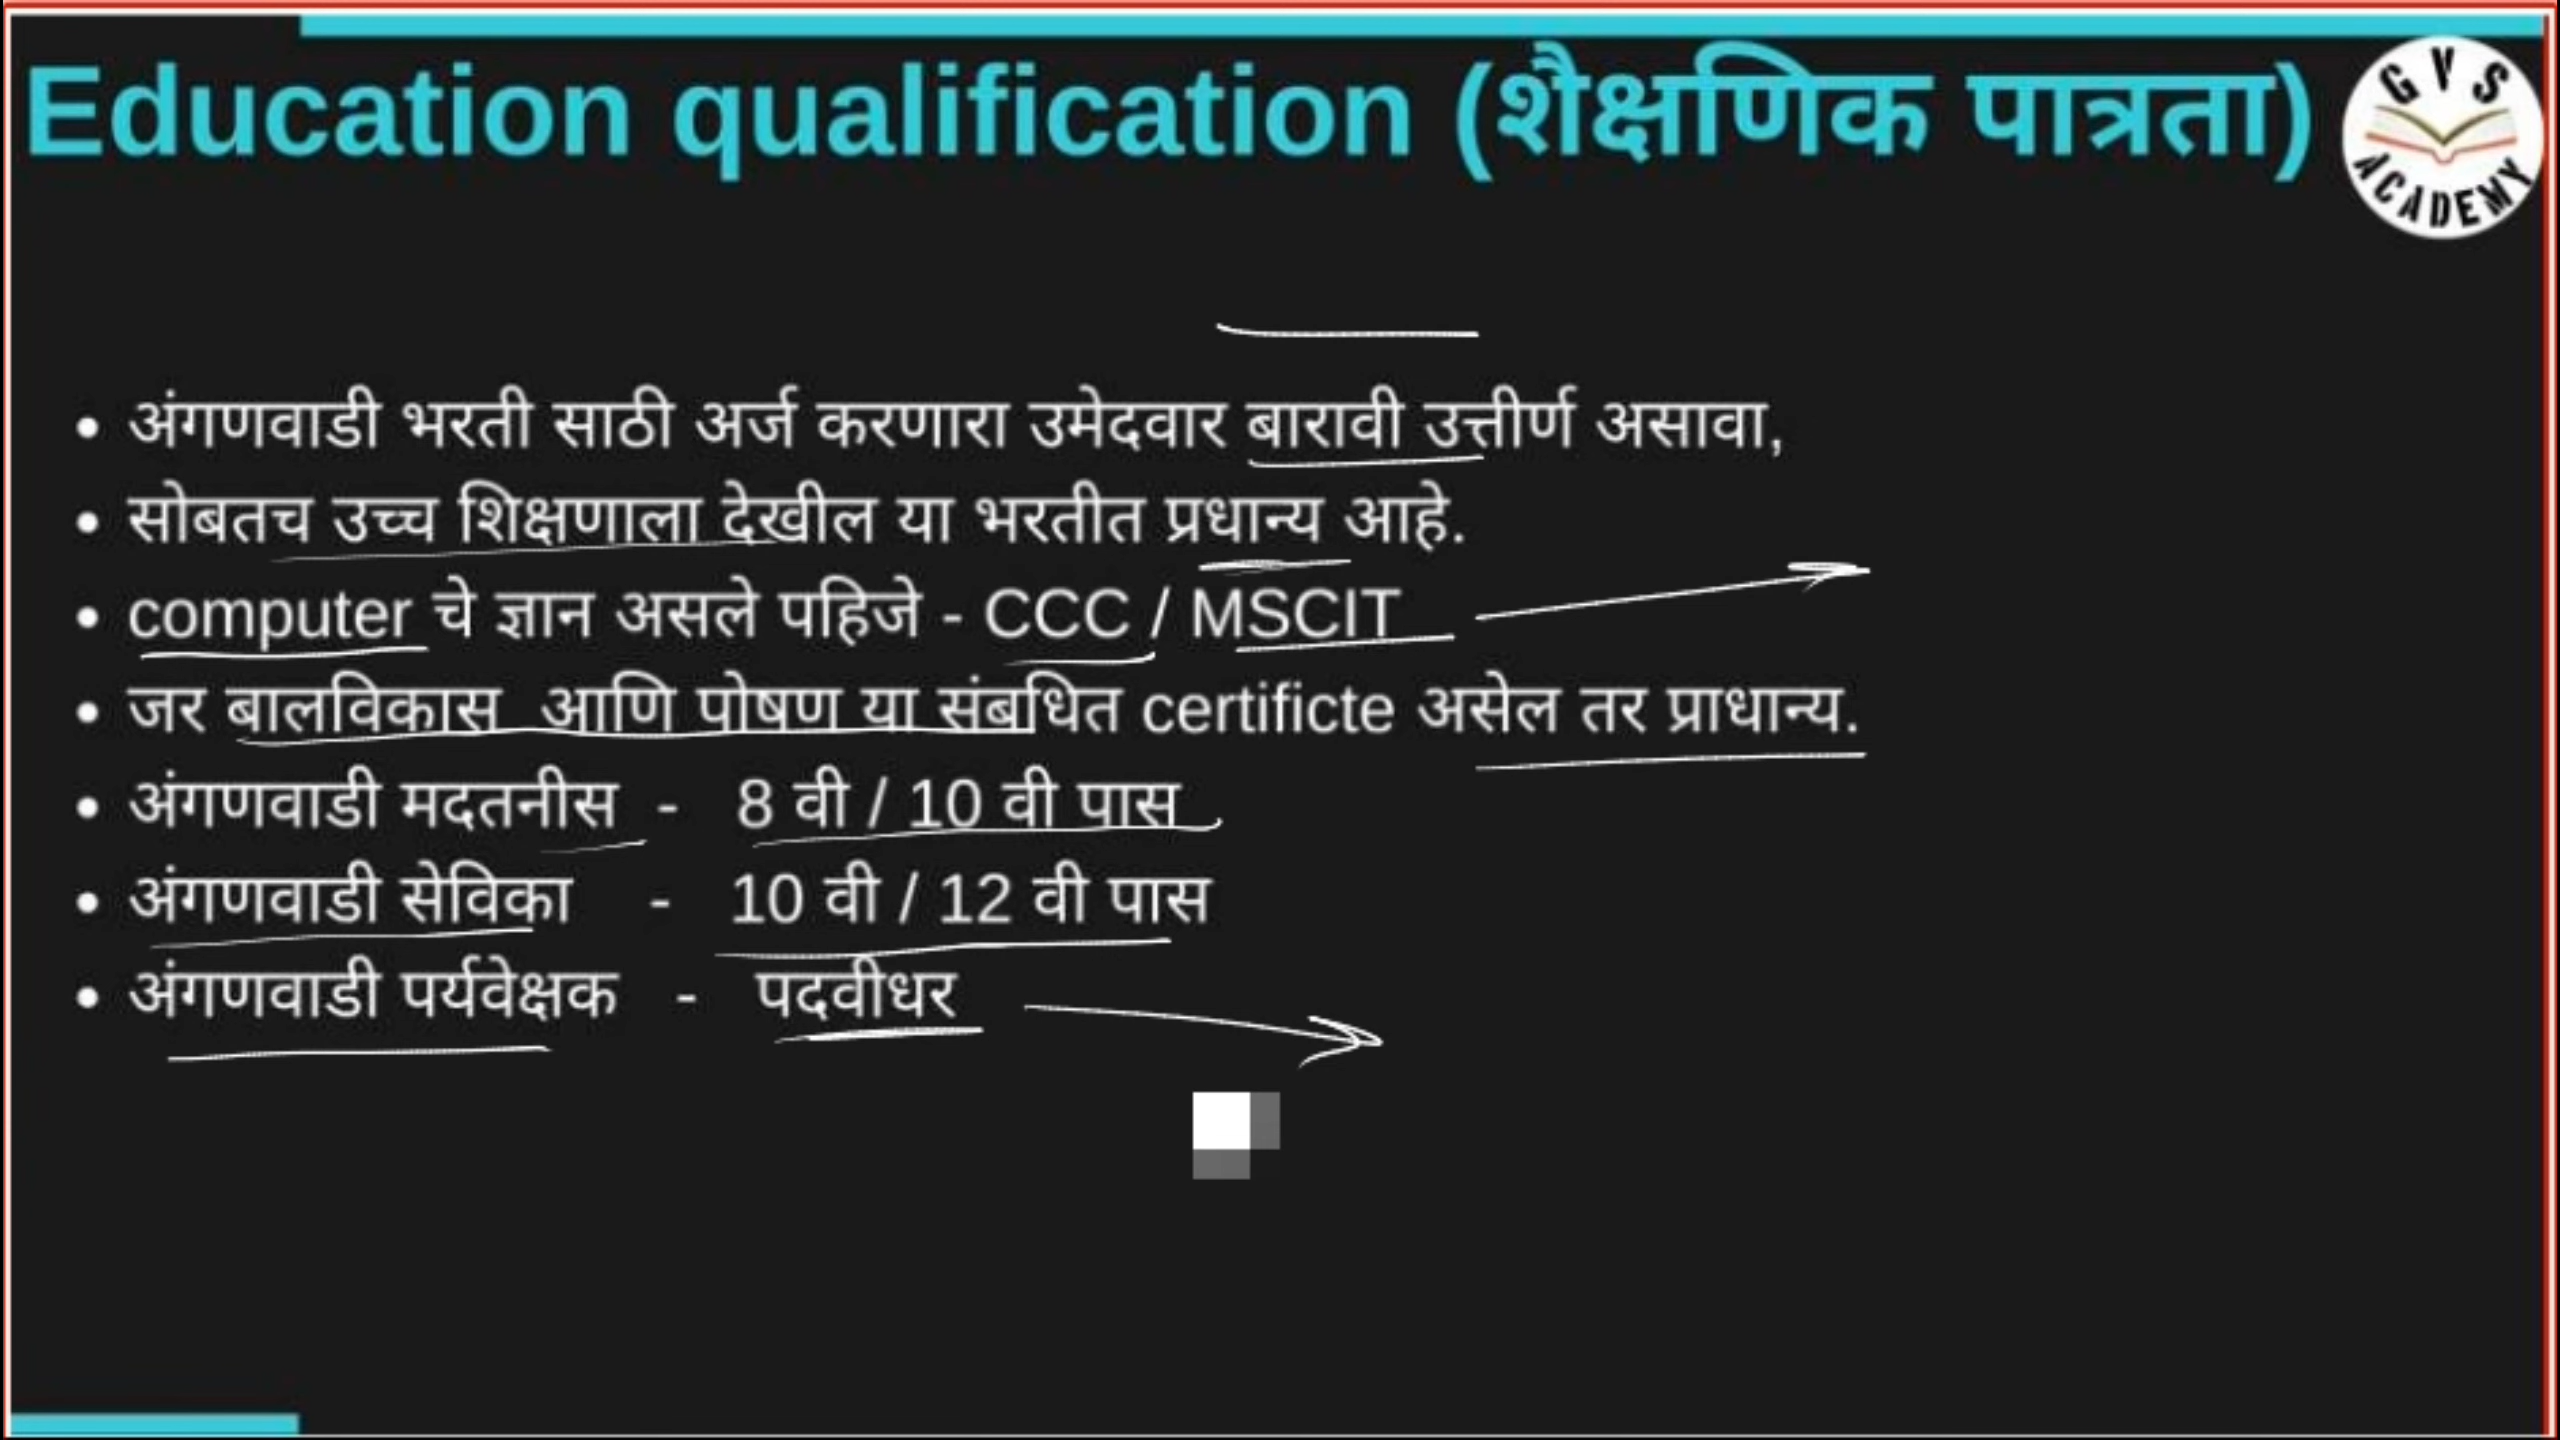 Education qualification (शैक्षणिक पात्रता)
GVS ACADEMY
• अंगणवाडी भरती साठी अर्ज करणारा उमेदवार बारावी उत्तीर्ण असावा,
• सोबतच उच्च शिक्षणाला देखील या भरतीत प्रधान्य आहे.
• computer चे ज्ञान असले पहिजे - CCC / MSCIT
• जर बालविकास आणि पोषण या संबधित certificte असेल तर प्राधान्य.
• अंगणवाडी मदतनीस - 8 वी / 10 वी पास
• अंगणवाडी सेविका - 10 वी / 12 वी पास
• अंगणवाडी पर्यवेक्षक - पदवीधर